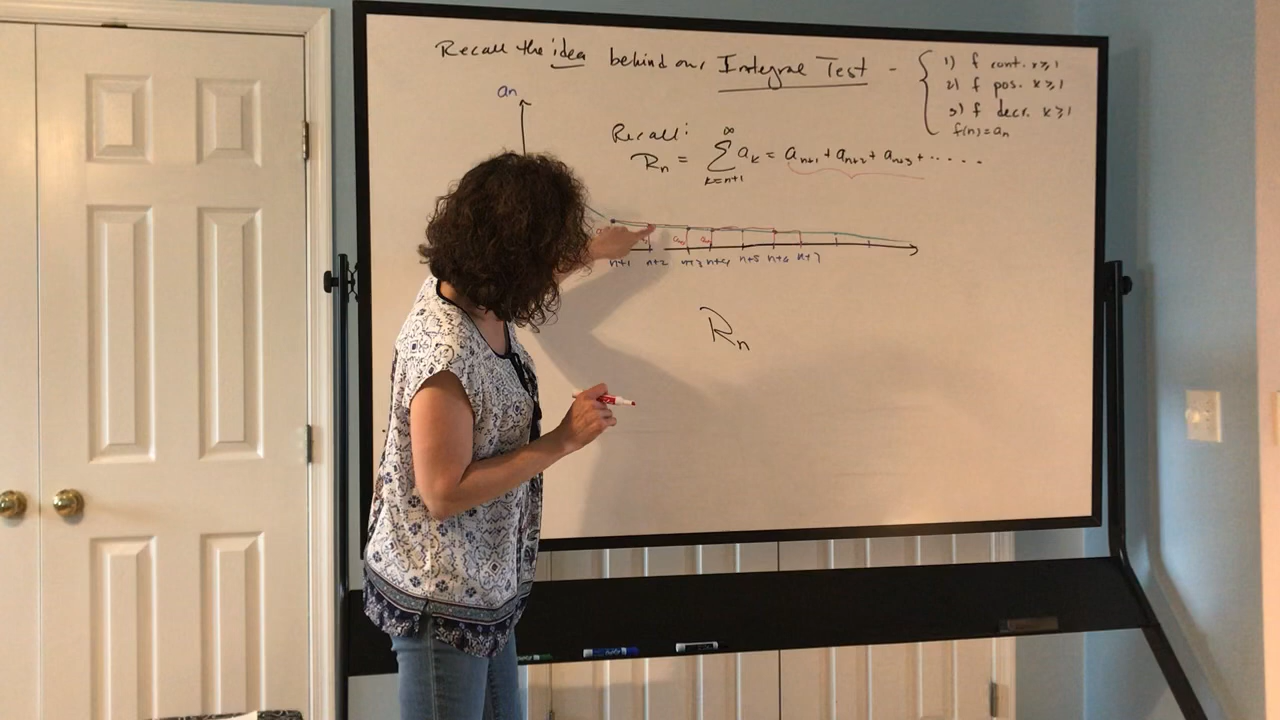 Recall the idea behind our Integral Test - { 1) f cont. x ≥ 1
2) f pos. x ≥ 1
3) f decr. x ≥ 1
f(n) = aₙ
aₙ
Recall:
Rₙ = ∑_{k=n+1}^{∞} aₖ = aₙ₊₁ + aₙ₊₂ + aₙ₊₃ + .....
n+1 n+2 n+3 n+4 n+5 n+6 n+7
Rₙ